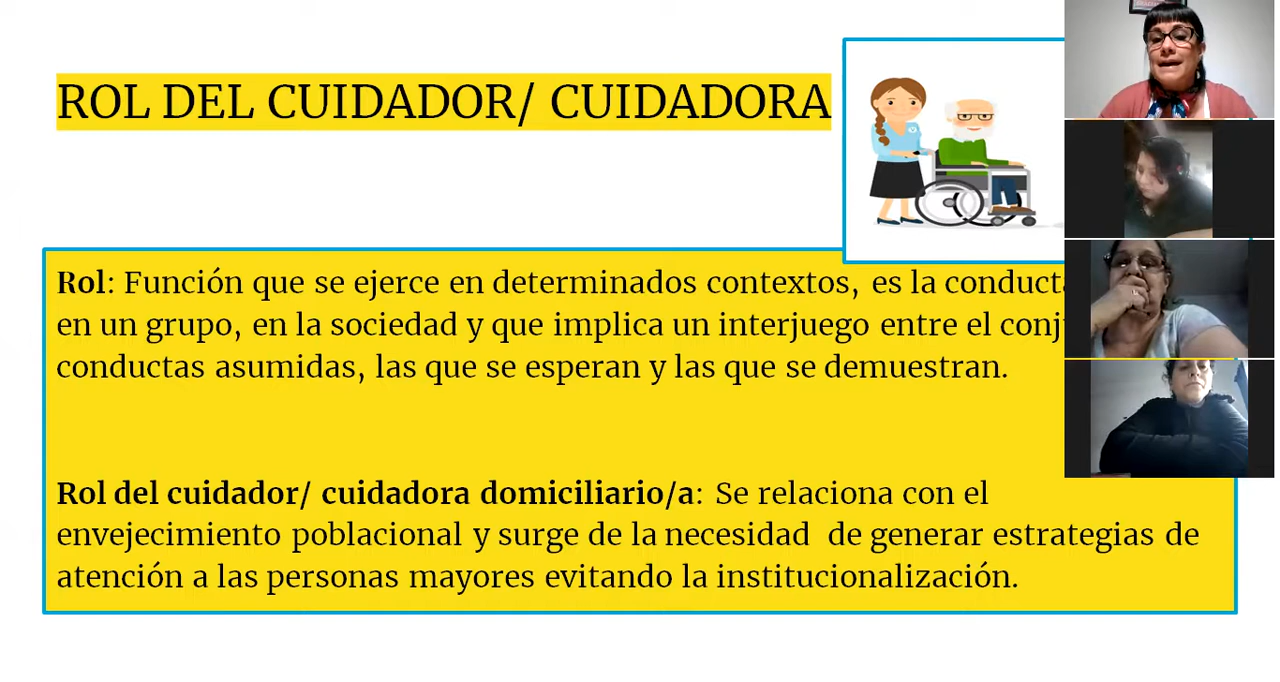 ROL DEL CUIDADOR/ CUIDADORA
Rol: Función que se ejerce en determinados contextos, es la
en un grupo, en la sociedad y que implica un interjuego entre el
conductas asumidas, las que se esperan y las que se demuestran.
Rol del cuidador/ cuidadora domiciliario/a: Se relaciona con el
envejecimiento poblacional y surge de la necesidad de generar estrategias de
atención a las personas mayores evitando la institucionalización.